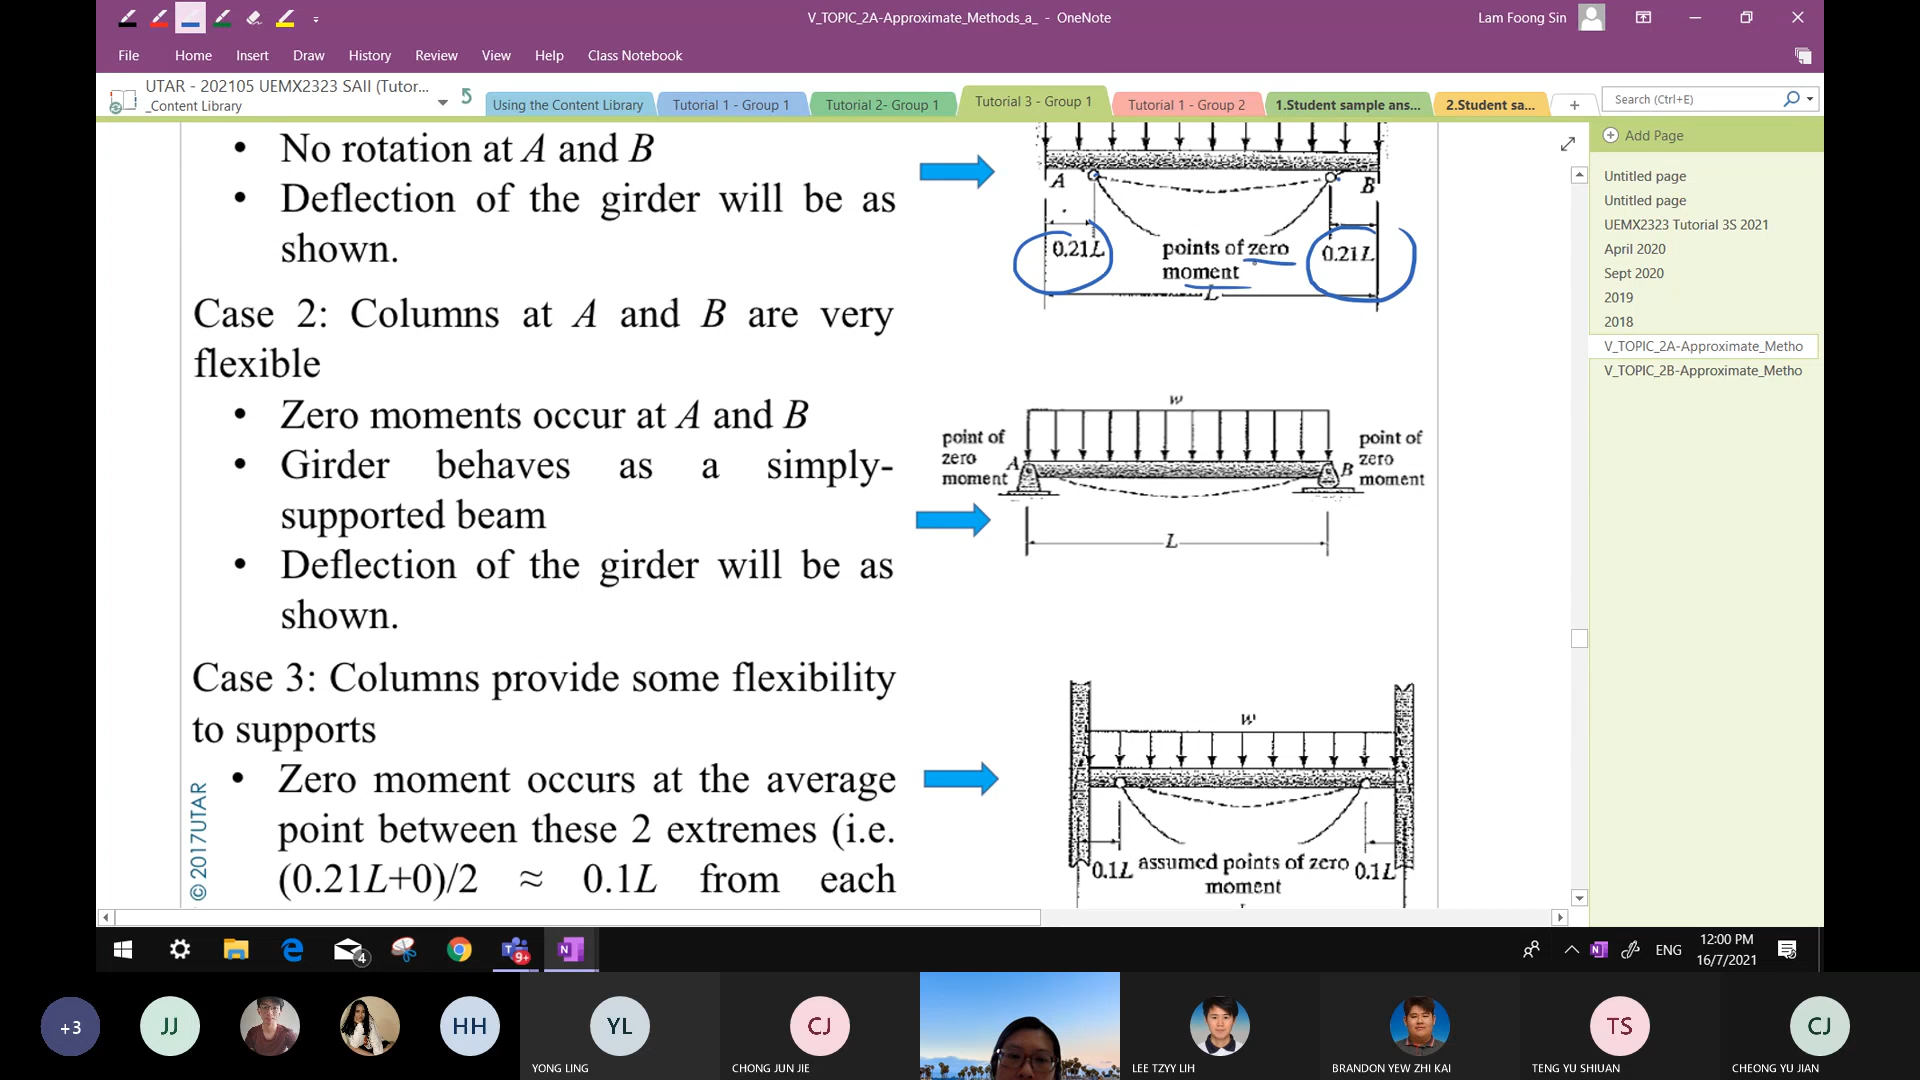 V_TOPIC_2A-Approximate_Methods_a_ - OneNote
Lam Foong Sin
File Home Insert Draw History Review View Help Class Notebook
UTAR - 202105 UEMX2323 SAII (Tutor...
_Content Library
Using the Content Library
Tutorial 1 - Group 1
Tutorial 2- Group 1
Tutorial 3 - Group 1
Tutorial 1 - Group 2
1.Student sample ans...
2.Student sa...
+
Search (Ctrl+E)
Add Page
Untitled page
Untitled page
UEMX2323 Tutorial 3S 2021
April 2020
Sept 2020
2019
2018
V_TOPIC_2A-Approximate_Metho
V_TOPIC_2B-Approximate_Metho
• No rotation at A and B
• Deflection of the girder will be as
shown.
A
B
0.21L
points of zero
moment
0.21L
L
Case 2: Columns at A and B are very
flexible
• Zero moments occur at A and B
• Girder behaves as a simply-
supported beam
• Deflection of the girder will be as
shown.
w
point of
zero
moment
A
B
point of
zero
moment
L
Case 3: Columns provide some flexibility
to supports
• Zero moment occurs at the average
point between these 2 extremes (i.e.
(0.21L+0)/2 ≈ 0.1L from each
w
0.1L
assumed points of zero
moment
0.1L
© 2017UTAR
4
9+
ENG
12:00 PM
16/7/2021
+3
JJ
HH
YL
YONG LING
CJ
CHONG JUN JIE
LEE TZYY LIH
BRANDON YEW ZHI KAI
TS
TENG YU SHIUAN
CJ
CHEONG YU JIAN